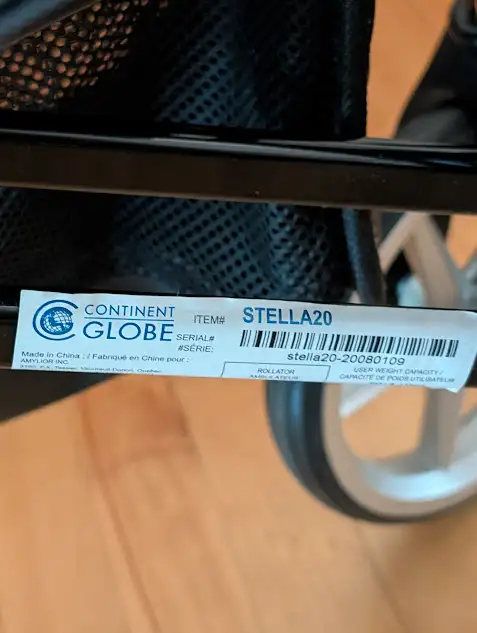 CONTINENT
GLOBE
ITEM# STELLA20
SERIAL#
#SÉRIE:
stella20-20080109
Made in China : / Fabriqué en Chine pour :
AMYLIOR INC.
Quebec
ROLLATOR
USER WEIGHT CAPACITY /
CAPACITÉ DE POIDS UTILISATEUR